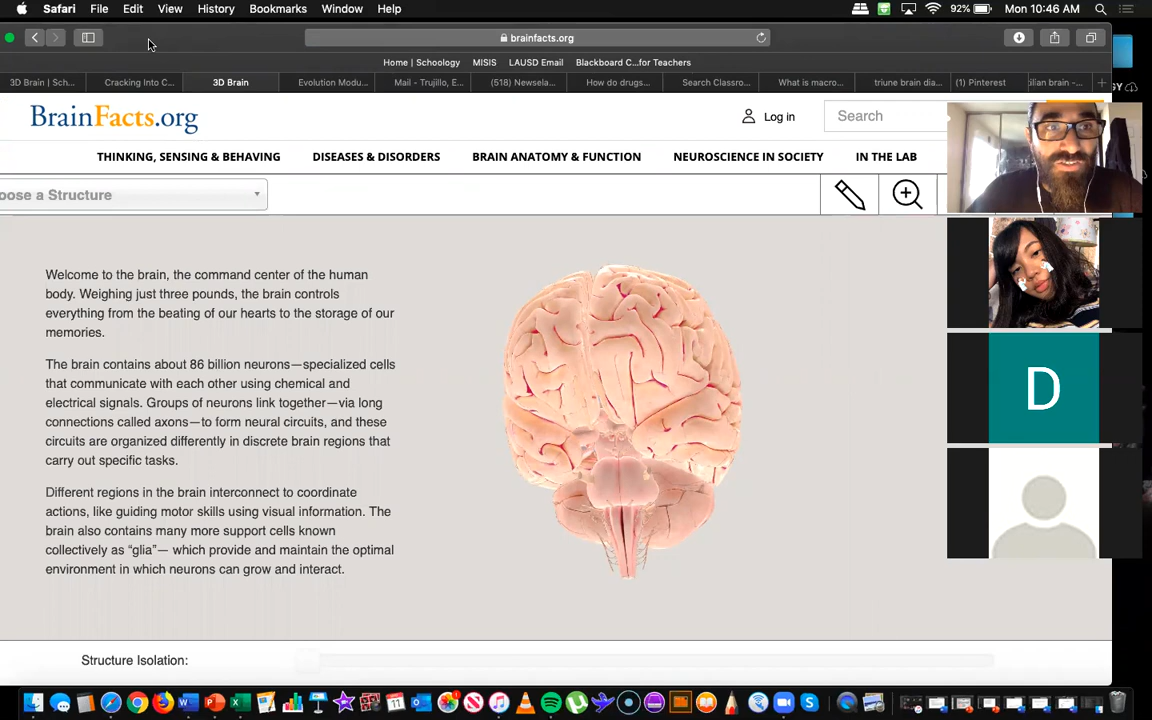 Safari File Edit View History Bookmarks Window Help 92% Mon 10:46 AM
brainfacts.org
Home | Schoology MISIS LAUSD Email Blackboard C...for Teachers
3D Brain | Sch... Cracking Into C... 3D Brain Evolution Modu... Mail - Trujillo, E... (518) Newsela... How do drugs... Search Classro... What is macro... triune brain dia... (1) Pinterest ilian brain -...
GY
BrainFacts.org Log in Search
THINKING, SENSING & BEHAVING DISEASES & DISORDERS BRAIN ANATOMY & FUNCTION NEUROSCIENCE IN SOCIETY IN THE LAB
oose a Structure
Welcome to the brain, the command center of the human
body. Weighing just three pounds, the brain controls
everything from the beating of our hearts to the storage of our
memories.
The brain contains about 86 billion neurons—specialized cells
that communicate with each other using chemical and
electrical signals. Groups of neurons link together—via long
connections called axons—to form neural circuits, and these
circuits are organized differently in discrete brain regions that
carry out specific tasks.
Different regions in the brain interconnect to coordinate
actions, like guiding motor skills using visual information. The
brain also contains many more support cells known
collectively as “glia”— which provide and maintain the optimal
environment in which neurons can grow and interact.
D
Structure Isolation: